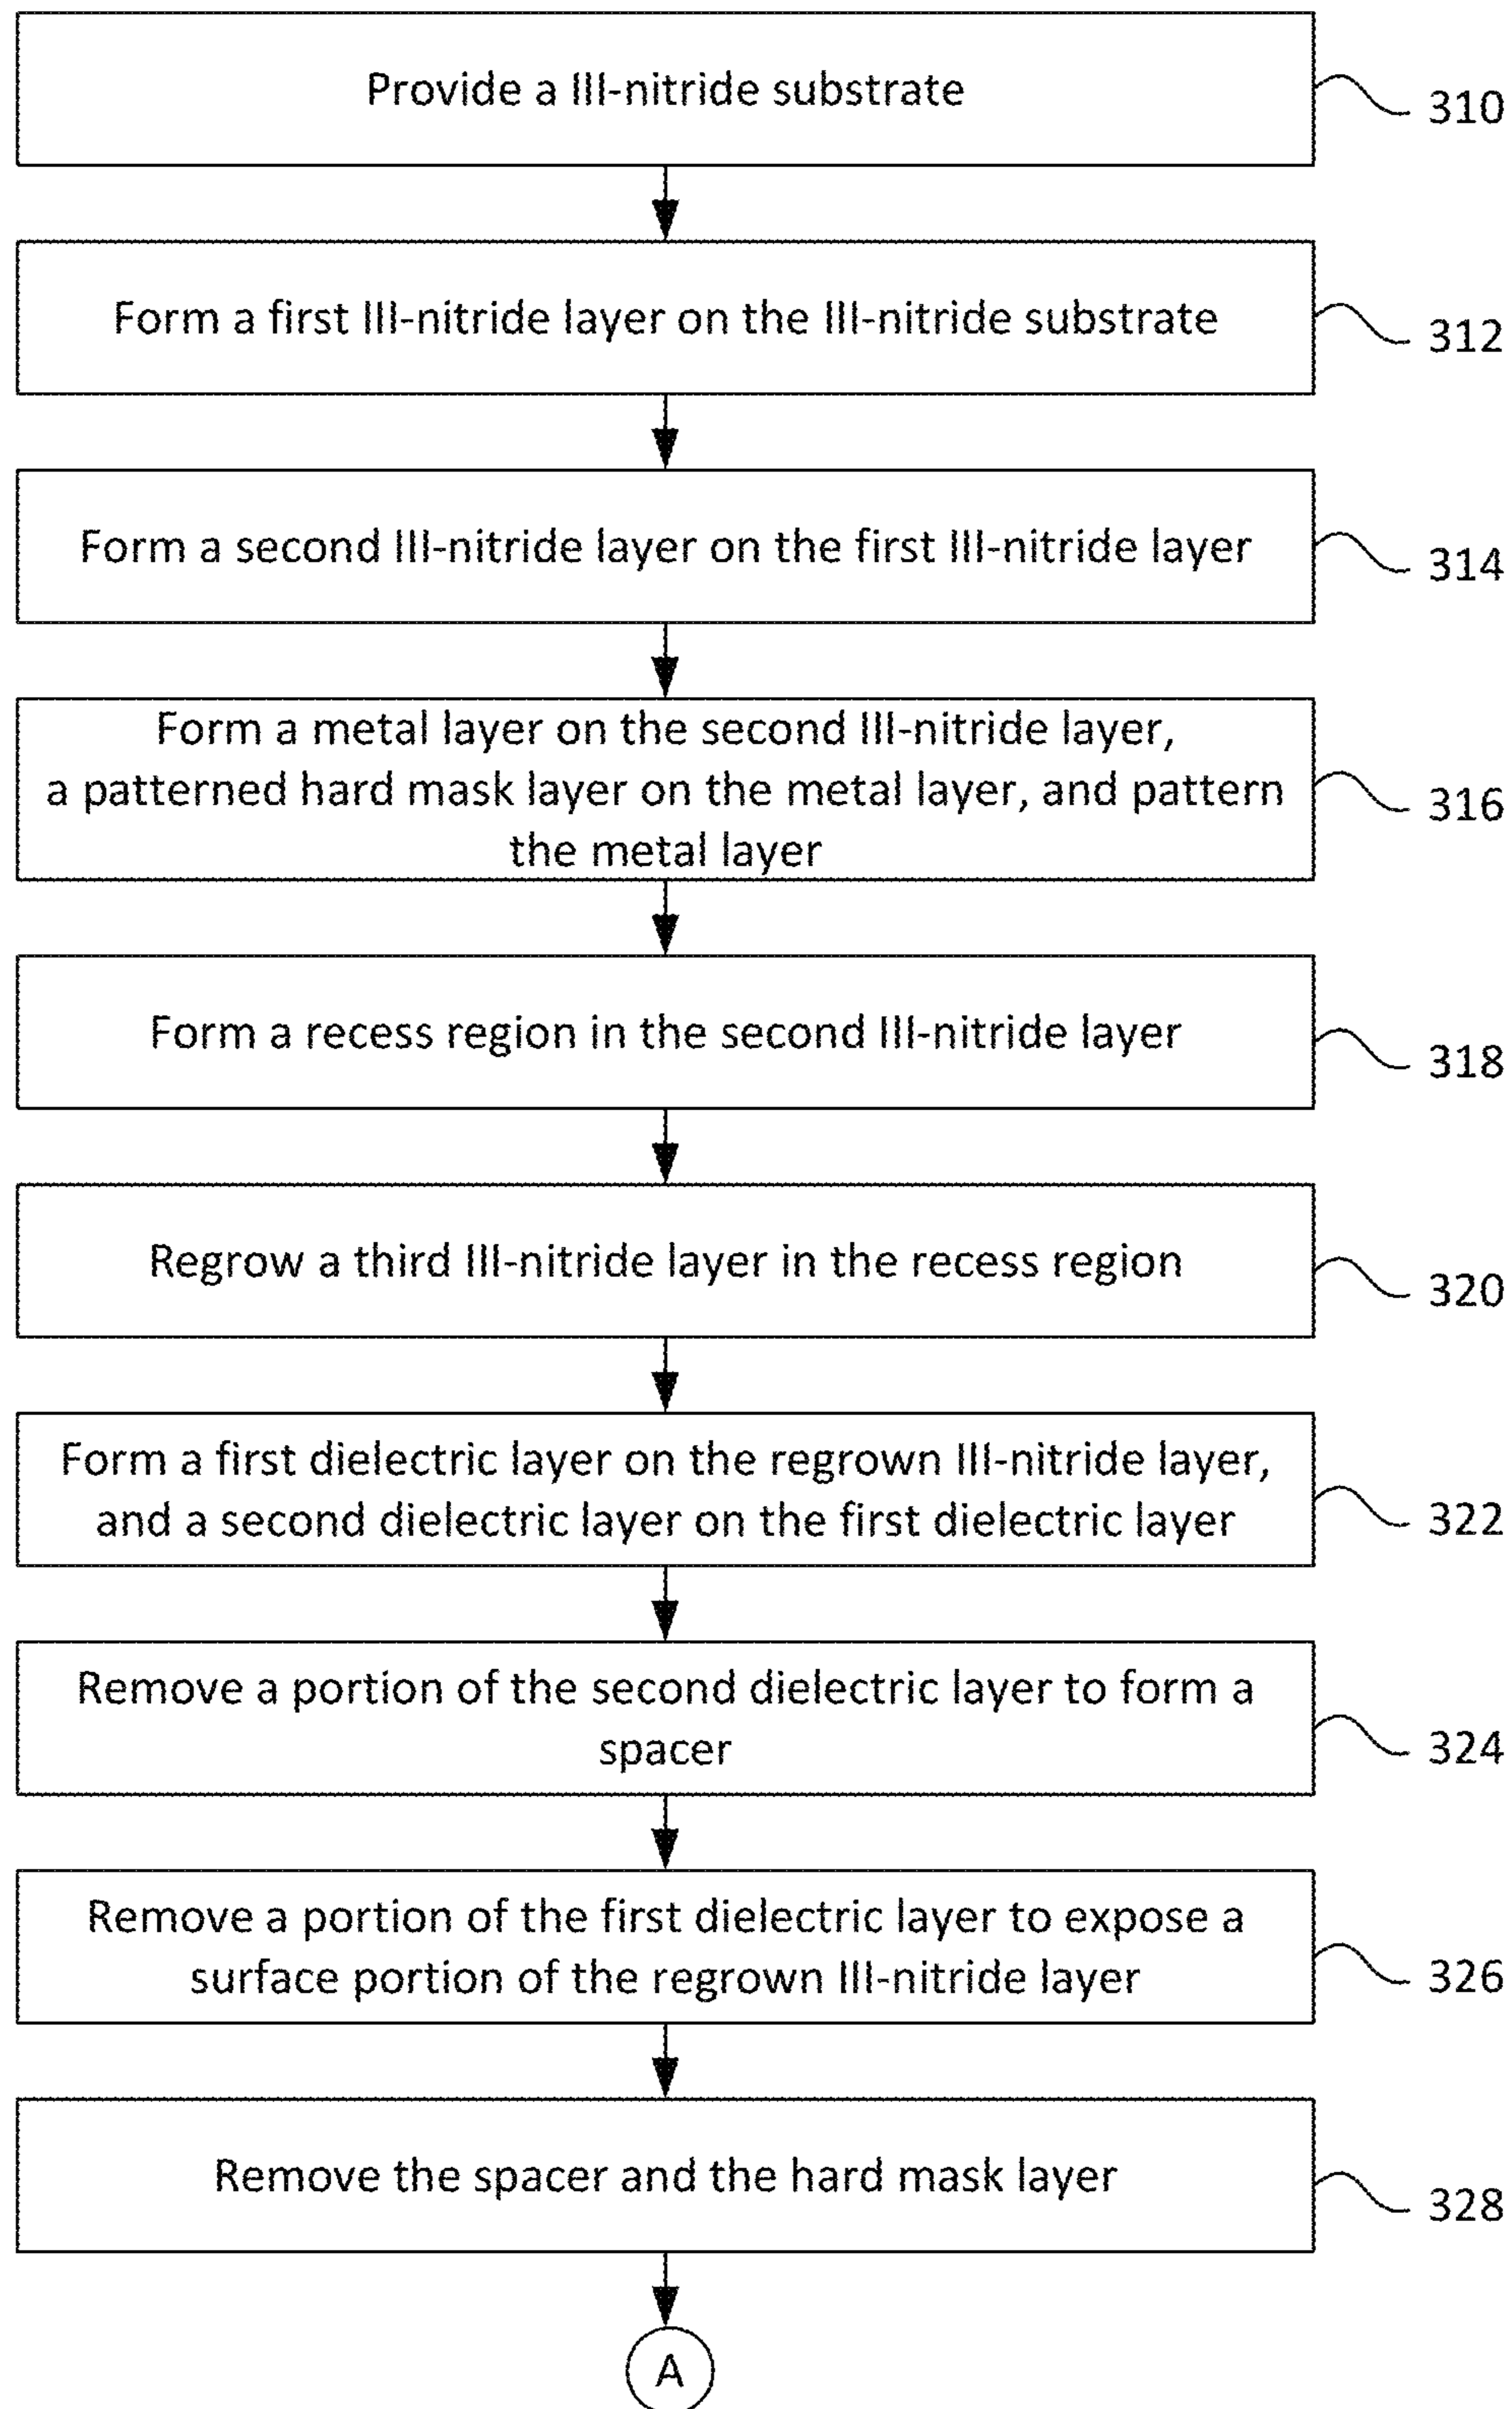 Provide a III-nitride substrate
310
Form a first III-nitride layer on the III-nitride substrate
312
Form a second III-nitride layer on the first III-nitride layer
314
Form a metal layer on the second III-nitride layer,
a patterned hard mask layer on the metal layer, and pattern
the metal layer
316
Form a recess region in the second III-nitride layer
318
Regrow a third III-nitride layer in the recess region
320
Form a first dielectric layer on the regrown III-nitride layer,
and a second dielectric layer on the first dielectric layer
322
Remove a portion of the second dielectric layer to form a
spacer
324
Remove a portion of the first dielectric layer to expose a
surface portion of the regrown III-nitride layer
326
Remove the spacer and the hard mask layer
328
A